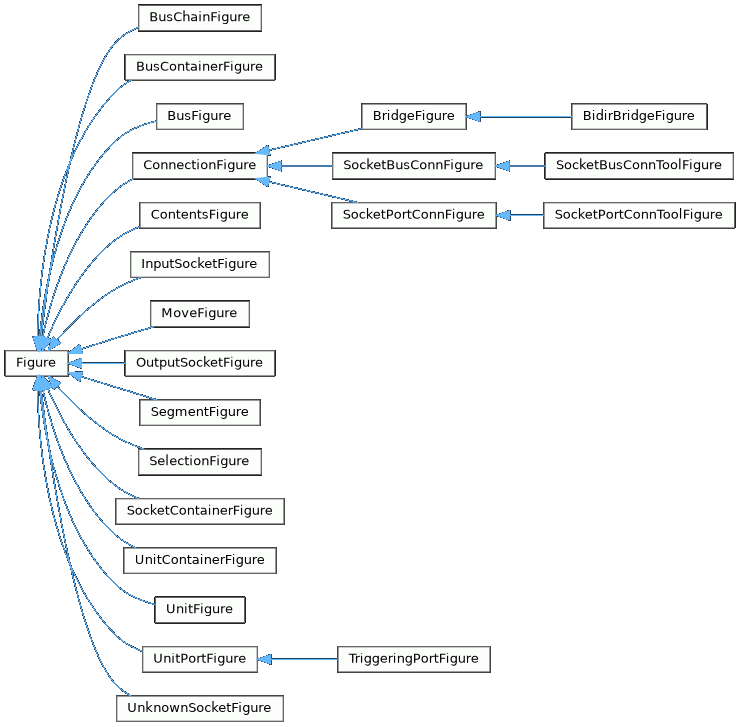 BusChainFigure
BusContainerFigure
BusFigure
BridgeFigure
BidirBridgeFigure
ConnectionFigure
SocketBusConnFigure
SocketBusConnToolFigure
ContentsFigure
SocketPortConnFigure
SocketPortConnToolFigure
InputSocketFigure
MoveFigure
Figure
OutputSocketFigure
SegmentFigure
SelectionFigure
SocketContainerFigure
UnitContainerFigure
UnitFigure
UnitPortFigure
TriggeringPortFigure
UnknownSocketFigure